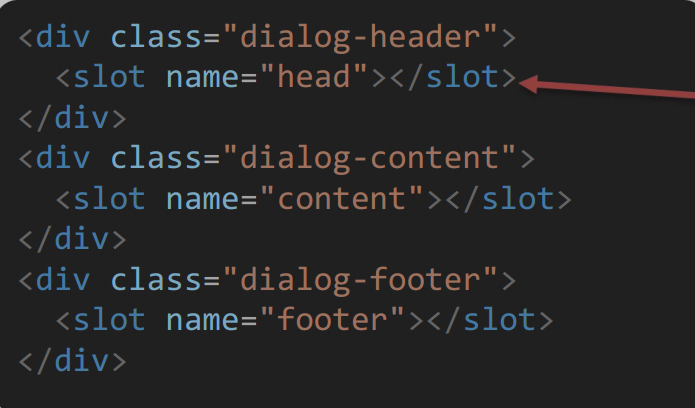 <div class="dialog-header">
  <slot name="head"></slot>
</div>
<div class="dialog-content">
  <slot name="content"></slot>
</div>
<div class="dialog-footer">
  <slot name="footer"></slot>
</div>